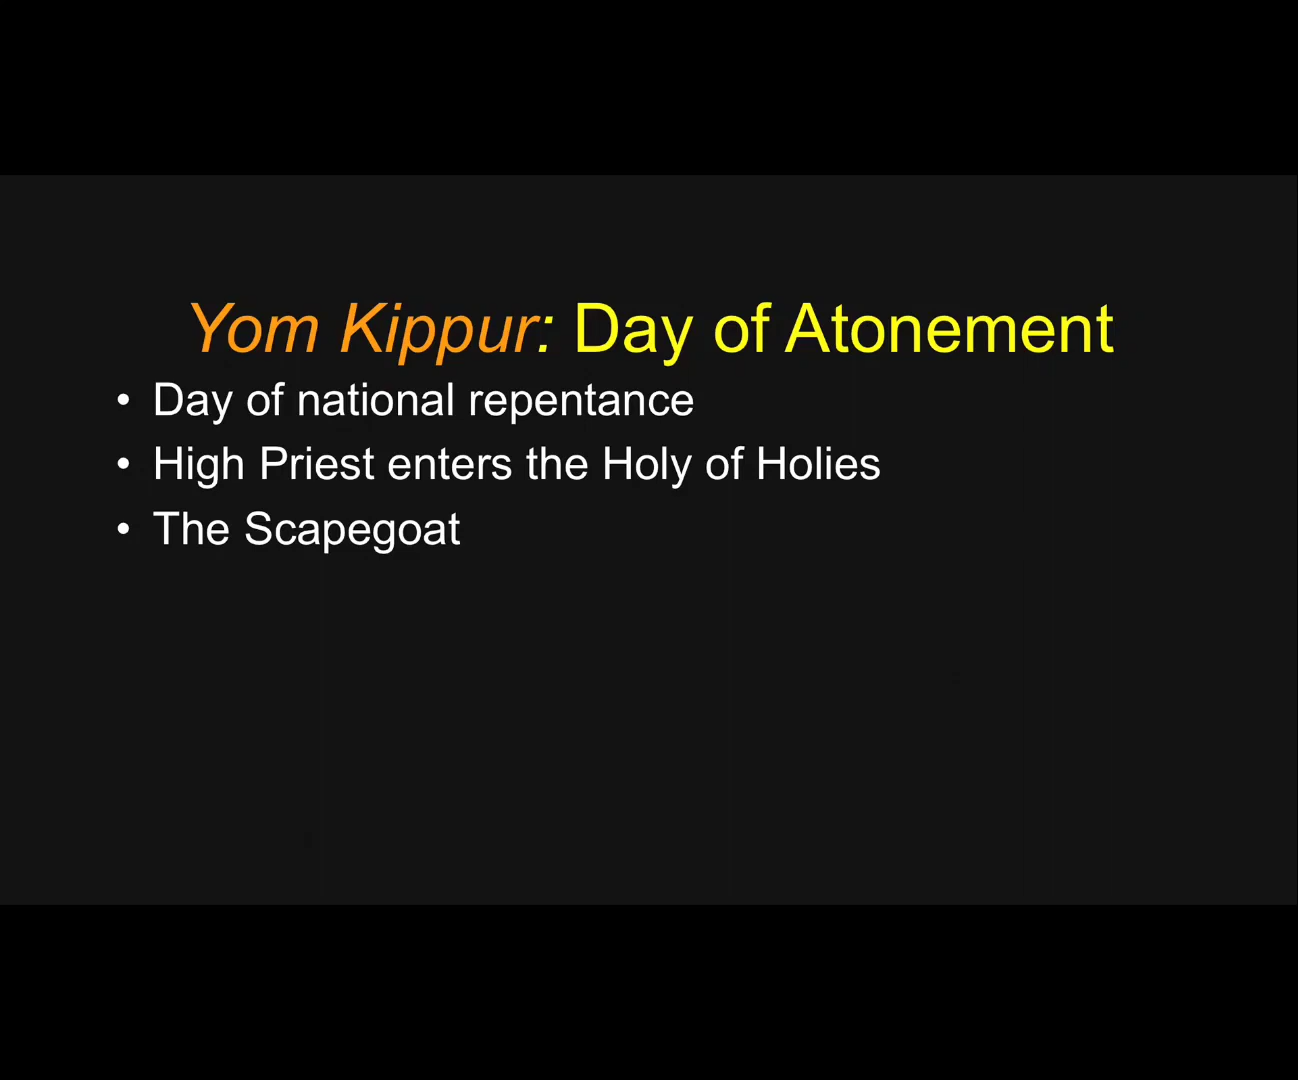 Yom Kippur: Day of Atonement
• Day of national repentance
• High Priest enters the Holy of Holies
• The Scapegoat